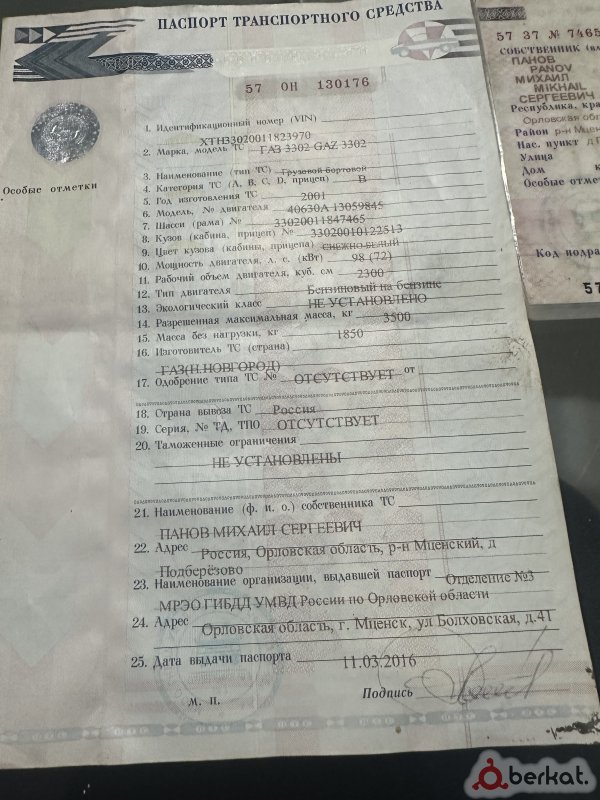 ПАСПОРТ ТРАНСПОРТНОГО СРЕДСТВА
57 ОН 130176
Особые отметки
1. Идентификационный номер (VIN)
ХТН33020011823970
2. Марка, модель ТС ГАЗ 3302 GAZ 3302
3. Наименование (тип ТС) Грузовой бортовой
4. Категория ТС (А, В, С, D, прицеп) В
5. Год изготовления ТС 2001
6. Модель, № двигателя 40630А 13059845
7. Шасси (рама) № 33020011847465
8. Кузов (кабина, прицеп) № 33020010122513
9. Цвет кузова (кабины, прицепа) СНЕЖНО БЕЛЫЙ
10. Мощность двигателя, л. с. (кВт) 98 (72)
11. Рабочий объем двигателя, куб. см 2300
12. Тип двигателя Бензиновый на бензине
13. Экологический класс НЕ УСТАНОВЛЕНО
14. Разрешенная максимальная масса, кг 3500
15. Масса без нагрузки, кг 1850
16. Изготовитель ТС (страна)
ГАЗ(Н.НОВГОРОД)
17. Одобрение типа ТС № ОТСУТСТВУЕТ от
18. Страна вывоза ТС Россия
19. Серия, № ТД, ТПО ОТСУТСТВУЕТ
20. Таможенные ограничения
НЕ УСТАНОВЛЕНЫ
21. Наименование (ф. и. о.) собственника ТС
ПАНОВ МИХАИЛ СЕРГЕЕВИЧ
22. Адрес Россия, Орловская область, р-н Мценский, д
Подберёзово
23. Наименование организации, выдавшей паспорт Отделение №3
МРЭО ГИБДД УМВД России по Орловской области
24. Адрес Орловская область, г. Мценск, ул Болховская, д.41
25. Дата выдачи паспорта 11.03.2016
М. П. Подпись
57 37 № 7465
СОБСТВЕННИК (вл
ПАНОВ
PANOV
МИХАИЛ
MIKHAIL
СЕРГЕЕВИЧ
Республика, кра
Орловская обл
Район р-н Мцен
Нас. пункт д П
Улица
Дом к
Особые отмет
Код подра
57
berkat.